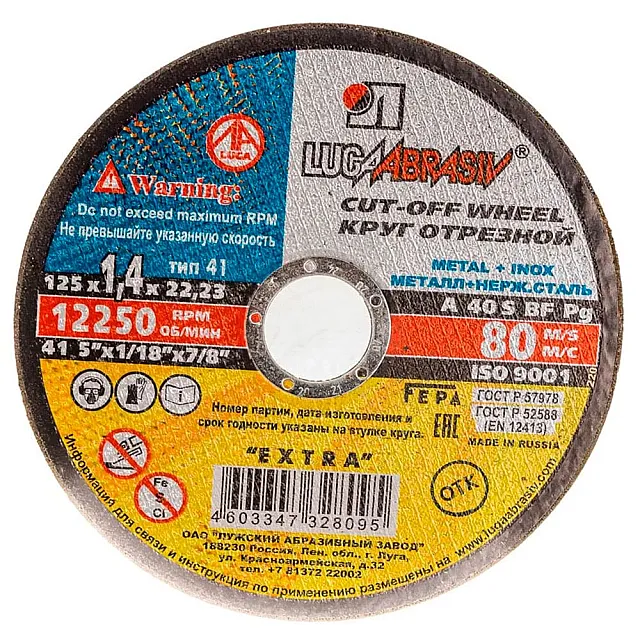 LUGA
LUGAABRASIV®
Warning:
Do not exceed maximum RPM
Не превышайте указанную скорость
CUT-OFF WHEEL
КРУГ ОТРЕЗНОЙ
тип 41
125 x 1,4 x 22,23
METAL + INOX
МЕТАЛЛ+НЕРЖ.СТАЛЬ
A 40 S BF Pg
12250 RPM
ОБ/МИН
80 M/S
М/С
41 5"x1/18"x7/8"
ISO 9001
FEPA
EAC
ГОСТ Р 57978
ГОСТ Р 52588
(EN 12413)
MADE IN RUSSIA
Номер партии, дата изготовления и
срок годности указаны на втулке круга.
"EXTRA"
Fe
S
Cl
ОТК
4 603347 328095
ОАО "ЛУЖСКИЙ АБРАЗИВНЫЙ ЗАВОД"
188230 Россия, Лен. обл., г. Луга,
ул. Красноармейская, д.32
тел. +7 81372 22002
Информация для связи и инструкция по применению размещены на www.lugaabrasiv.com